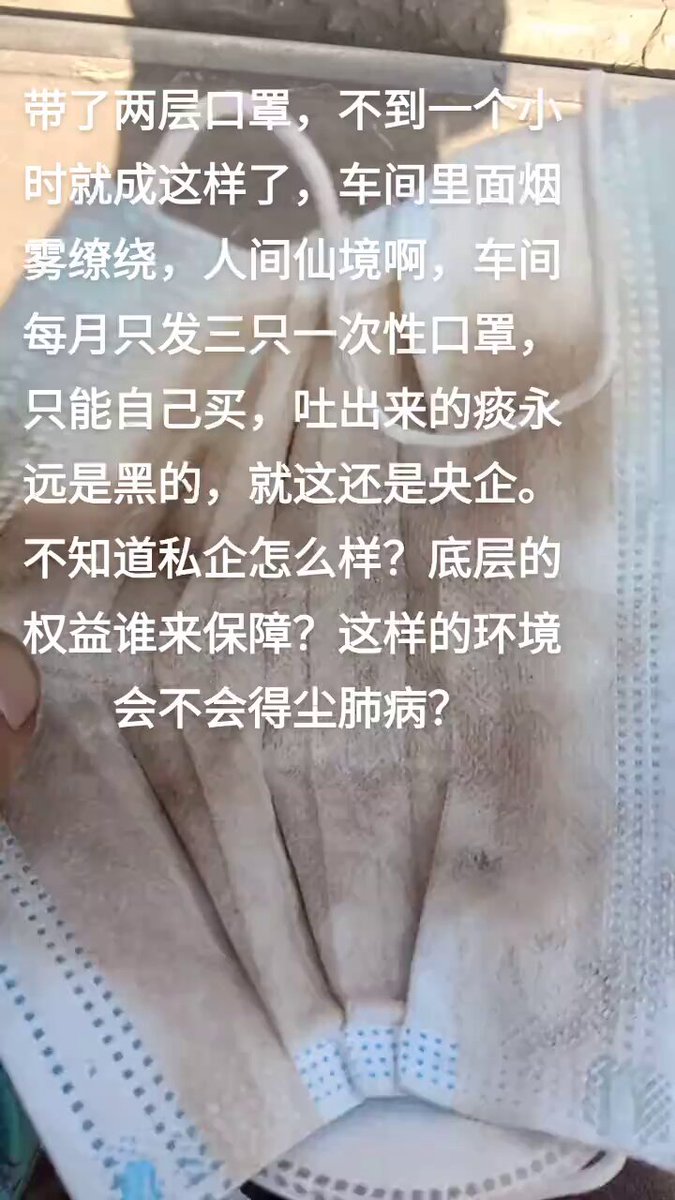 带了两层口罩，不到一个小
时就成这样了，车间里面烟
雾缭绕，人间仙境啊，车间
每月只发三只一次性口罩，
只能自己买，吐出来的痰永
远是黑的，就这还是央企。
不知道私企怎么样？底层的
权益谁来保障？这样的环境
会不会得尘肺病？